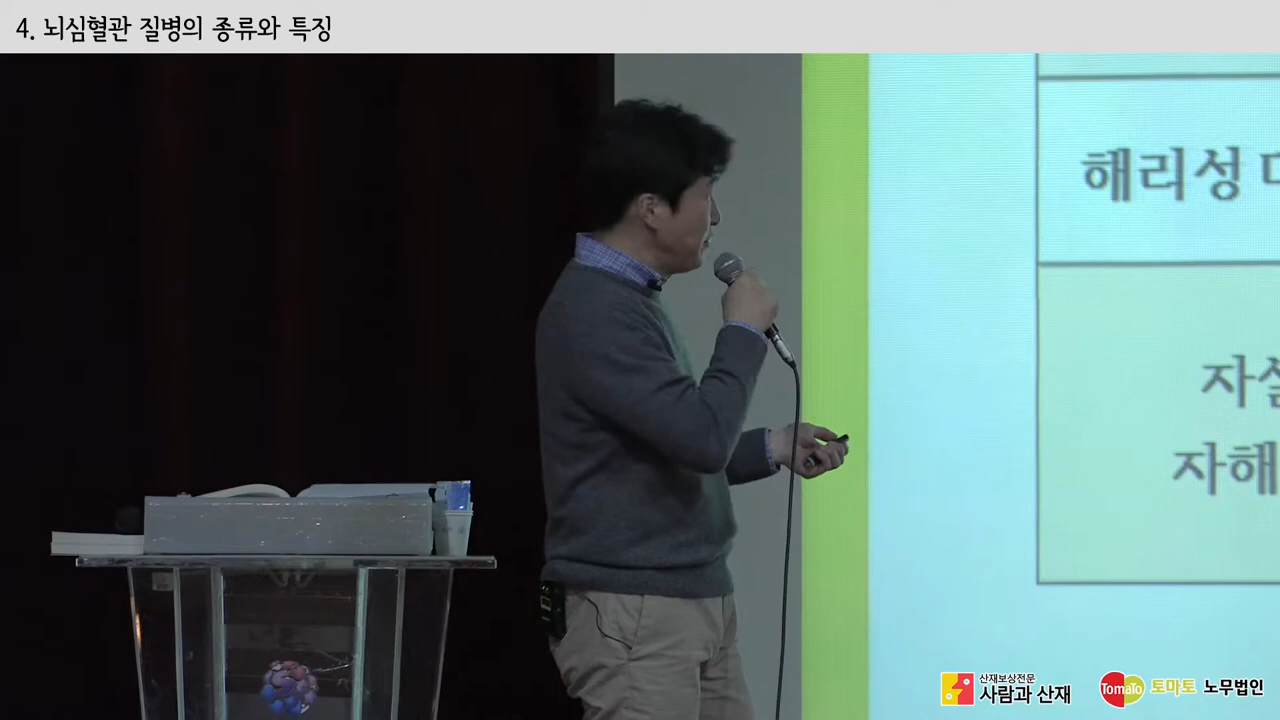 4. 뇌심혈관 질병의 종류와 특징
해리성
자해
산재보상전문
사람과 산재
TomaTo 토마토 노무법인